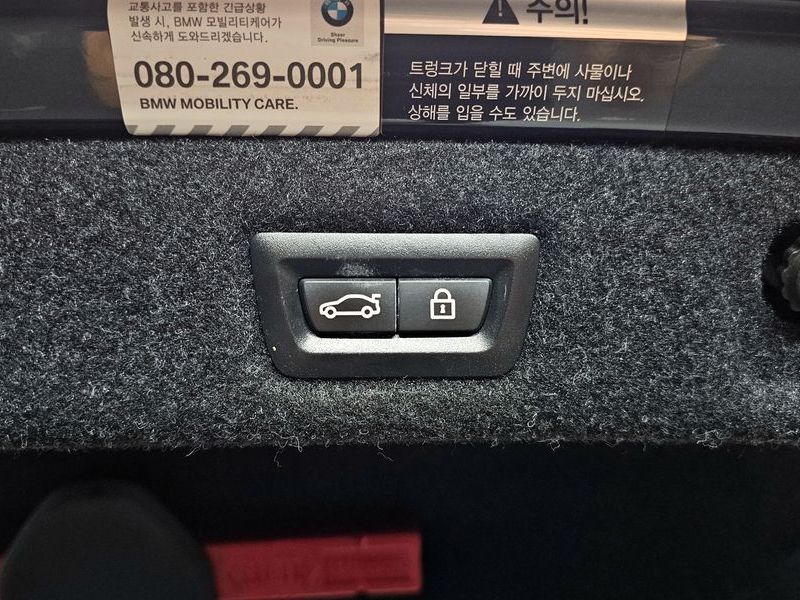 교통사고를 포함한 긴급상황
발생 시, BMW 모빌리티케어가
신속하게 도와드리겠습니다.
BMW
Sheer
Driving Pleasure
080-269-0001
BMW MOBILITY CARE.
주의!
트렁크가 닫힐 때 주변에 사물이나
신체의 일부를 가까이 두지 마십시오.
상해를 입을 수도 있습니다.